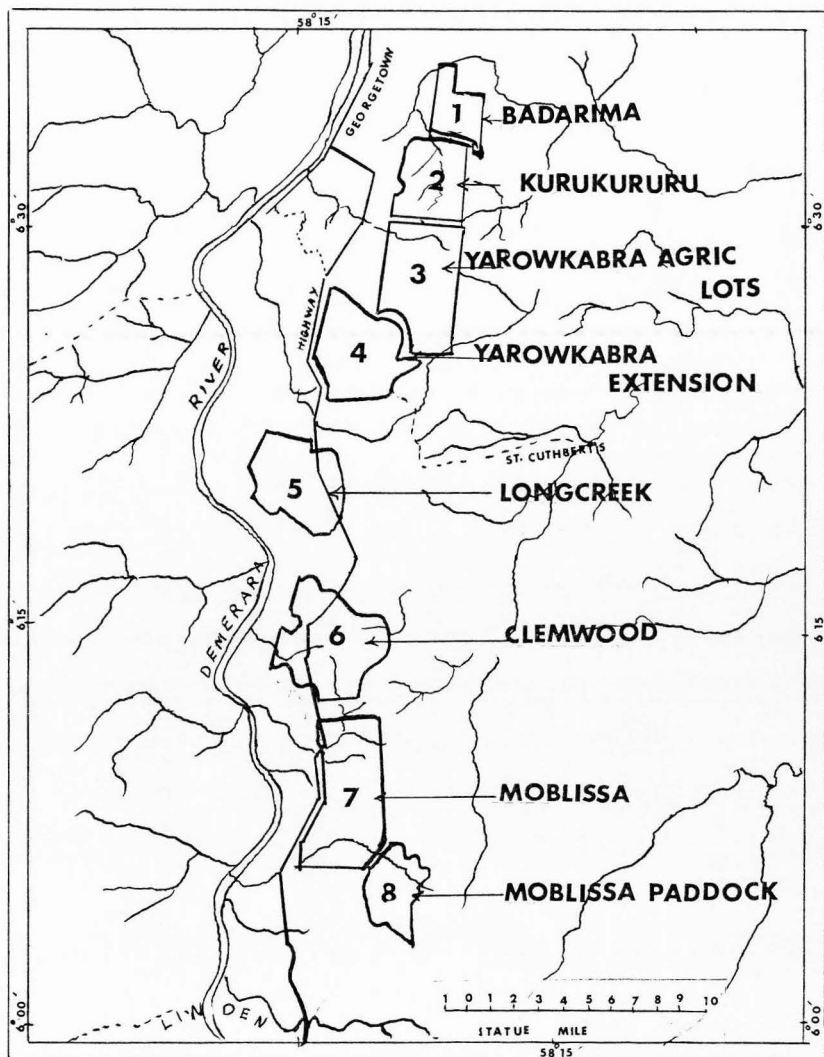 58°15'
GEORGETOWN
1
BADARIMA
2
KURUKURURU
6°30'
6°30'
3
YAROWKABRA AGRIC
LOTS
HIGHWAY
4
YAROWKABRA
EXTENSION
RIVER
ST. CUTHBERTS
5
LONGCREEK
DEMERARA
6°15'
6°15
6
CLEMWOOD
7
MOBLISSA
8
MOBLISSA PADDOCK
LINDEN
1 0 1 2 3 4 5 6 7 8 9 10
STATUE MILE
6°00'
6°00'
58°15